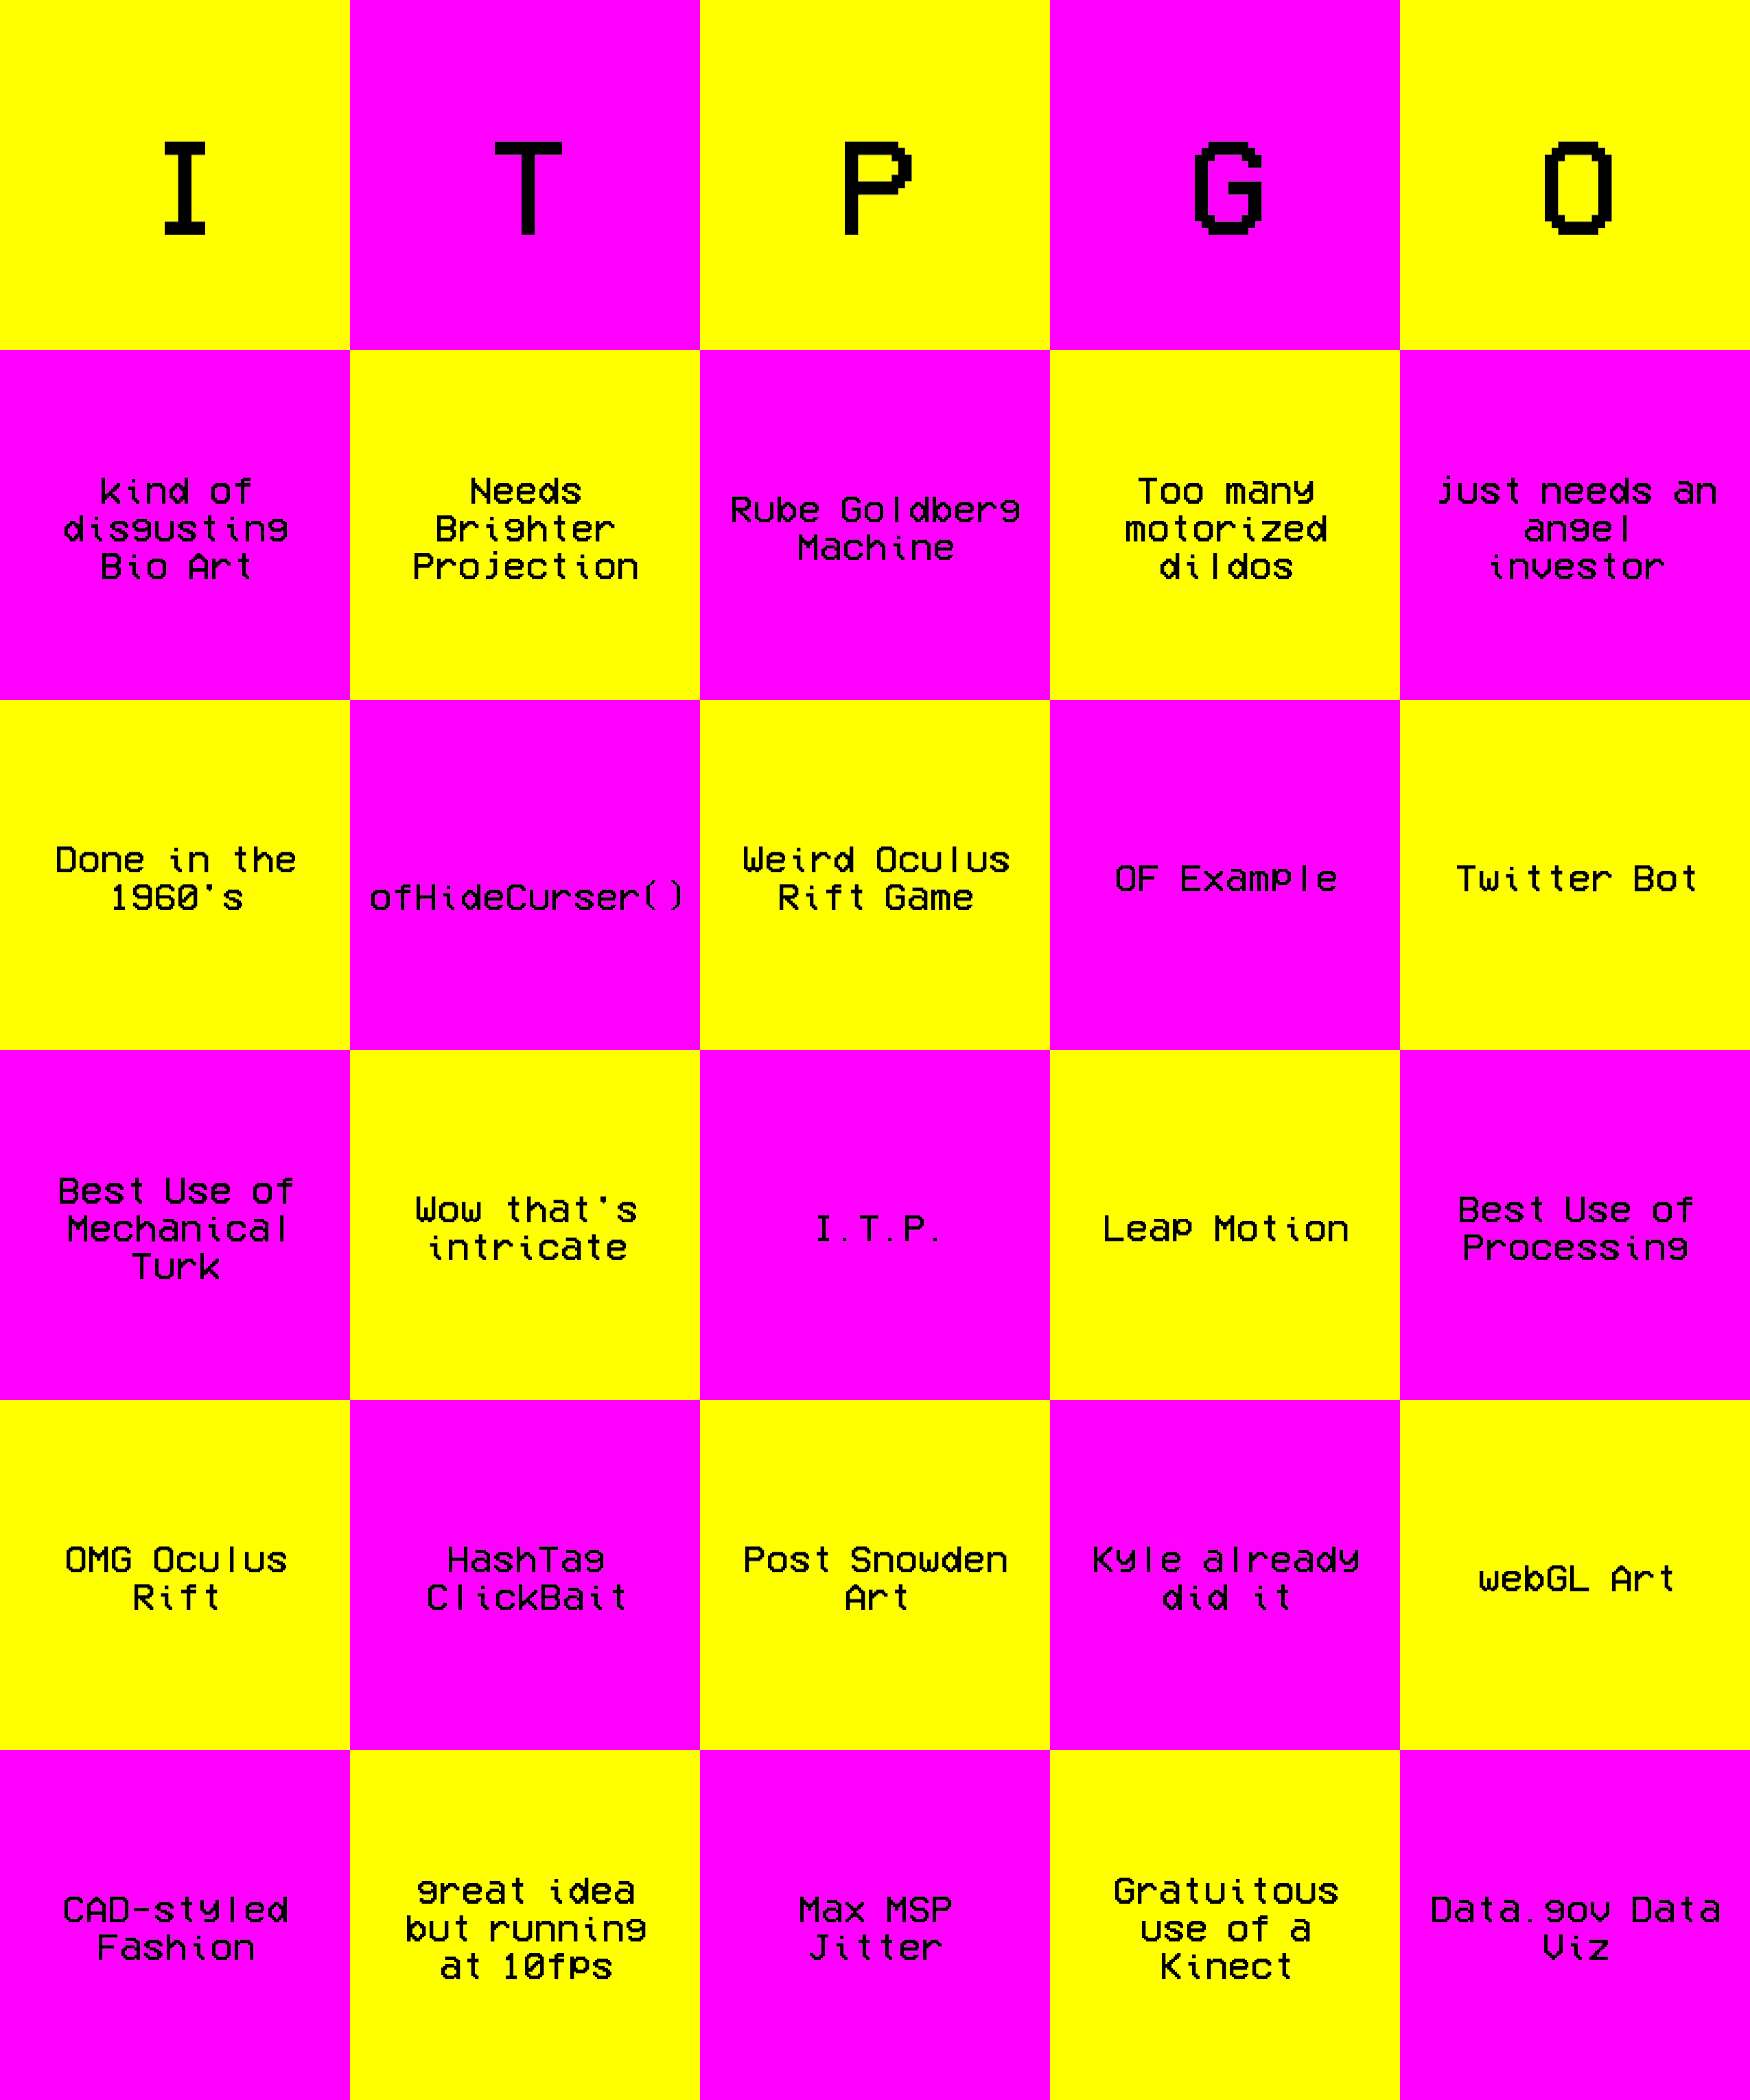 I T P G O
kind of
disgusting
Bio Art
Needs
Brighter
Projection
Rube Goldberg
Machine
Too many
motorized
dildos
just needs an
angel
investor
Done in the
1960's
ofHideCurser()
Weird Oculus
Rift Game
OF Example
Twitter Bot
Best Use of
Mechanical
Turk
Wow that's
intricate
I.T.P.
Leap Motion
Best Use of
Processing
OMG Oculus
Rift
HashTag
ClickBait
Post Snowden
Art
Kyle already
did it
webGL Art
CAD-styled
Fashion
great idea
but running
at 10fps
Max MSP
Jitter
Gratuitous
use of a
Kinect
Data.gov Data
Viz